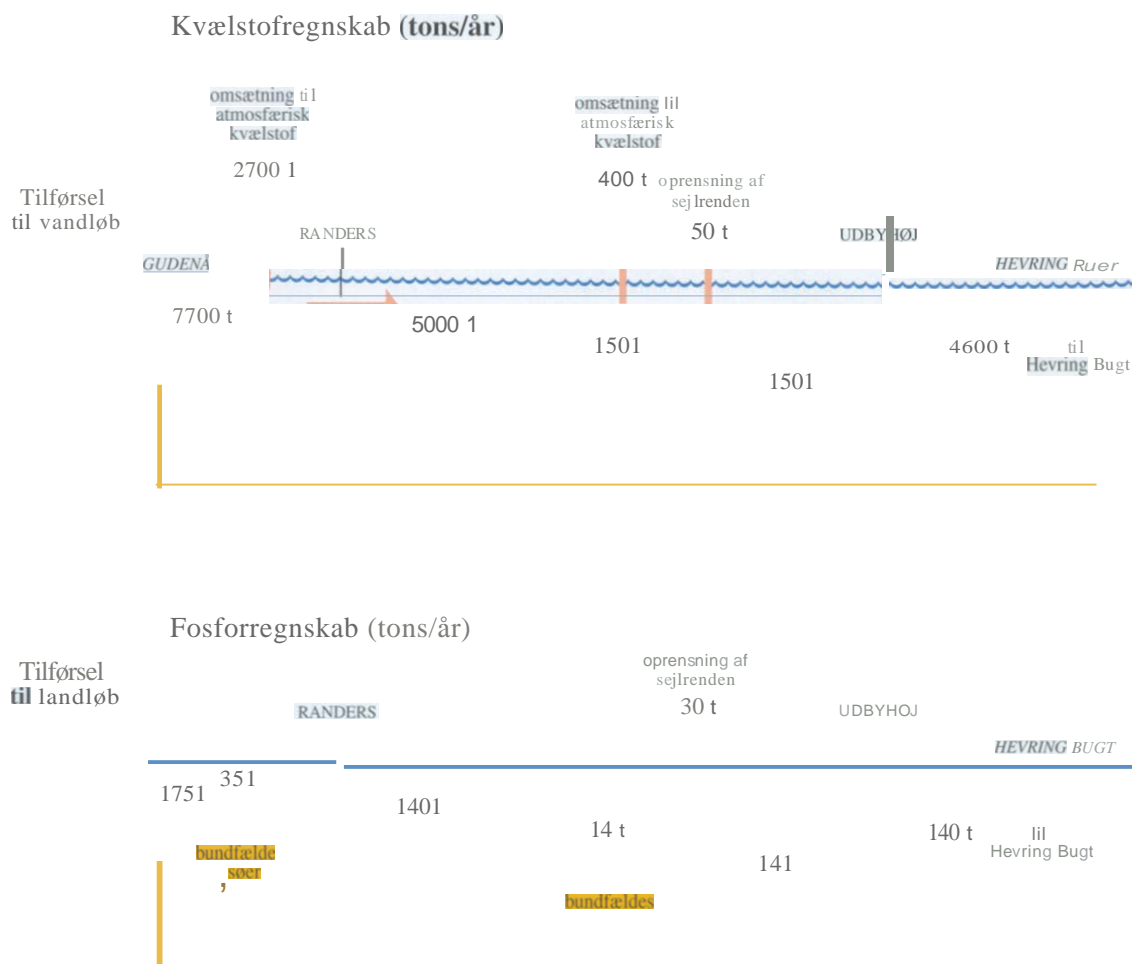 Kvælstofregnskab (tons/år)
omsætning til
atmosfærisk
kvælstof
2700 1
omsætning lil
atmosfærisk
kvælstof
400 t
oprensning af
sejlrenden
50 t
Tilførsel
til vandløb
RANDERS
UDBYHØJ
GUDENÅ
HEVRING Ruer
7700 t
5000 1
1501
1501
4600 t
til
Hevring Bugt
Fosforregnskab (tons/år)
Tilførsel
til landløb
oprensning af
sejlrenden
30 t
RANDERS
UDBYHOJ
HEVRING BUGT
1751
351
1401
14 t
141
140 t
lil
Hevring Bugt
bundfælde
søer
,
bundfældes